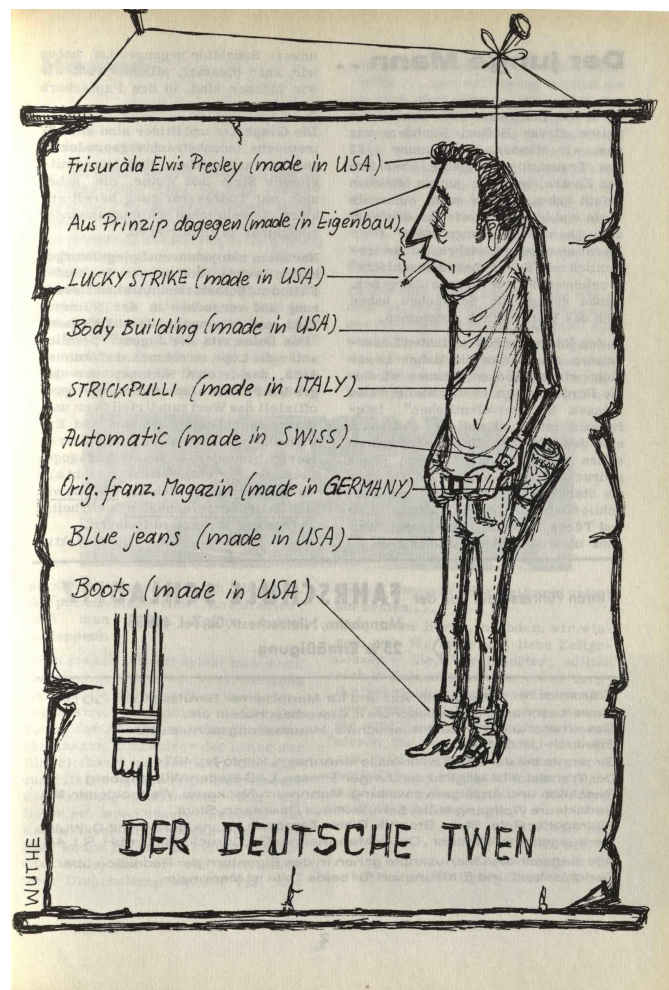 Frisur àla Elvis Presley (made in USA)
Aus Prinzip dagegen (made in Eigenbau)
LUCKY STRIKE (made in USA)
Body Building (made in USA)
STRICKPULLI (made in ITALY)
Automatic (made in SWISS)
Orig. franz. Magazin (made in GERMANY)
BLue jeans (made in USA)
Boots (made in USA)
DER DEUTSCHE TWEN
WUTHE